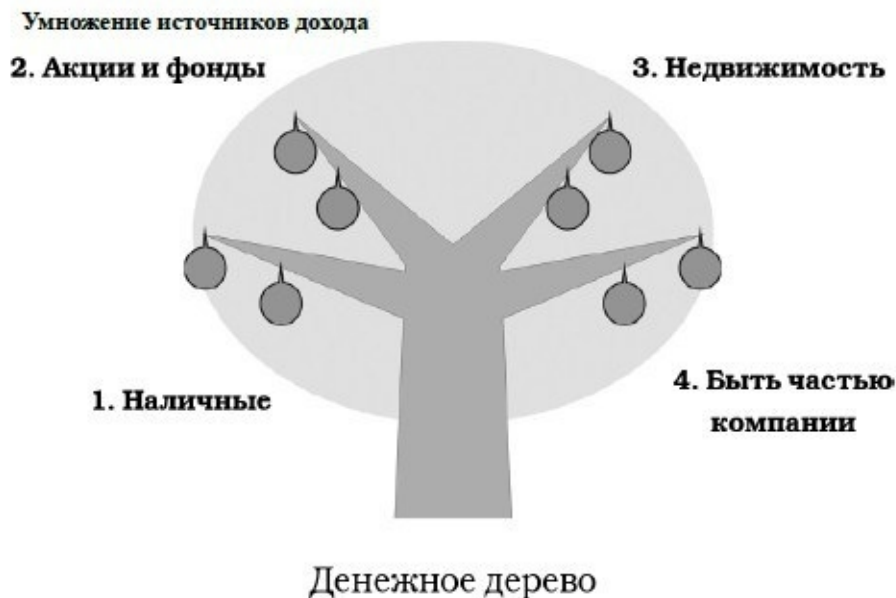 Умножение источников дохода
2. Акции и фонды
3. Недвижимость
1. Наличные
4. Быть частью
компании
Денежное дерево